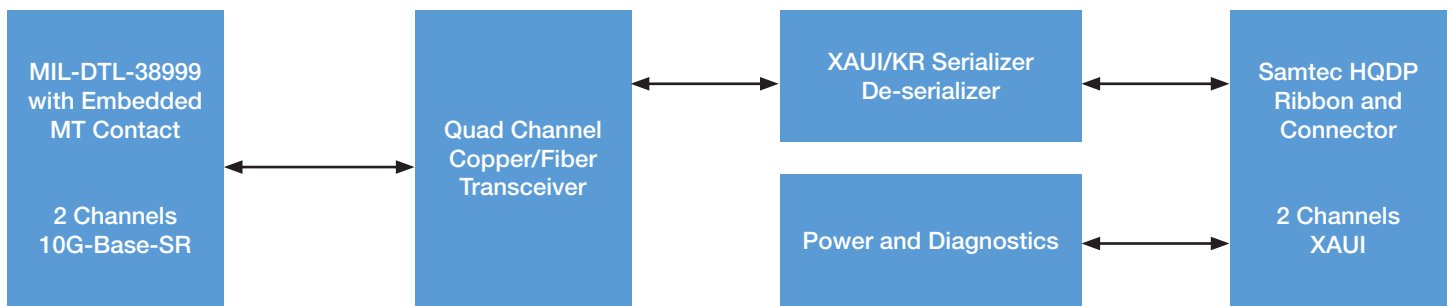 MIL-DTL-38999
with Embedded
MT Contact
2 Channels
10G-Base-SR
Quad Channel
Copper/Fiber
Transceiver
XAUI/KR Serializer
De-serializer
Power and Diagnostics
Samtec HQDP
Ribbon and
Connector
2 Channels
XAUI